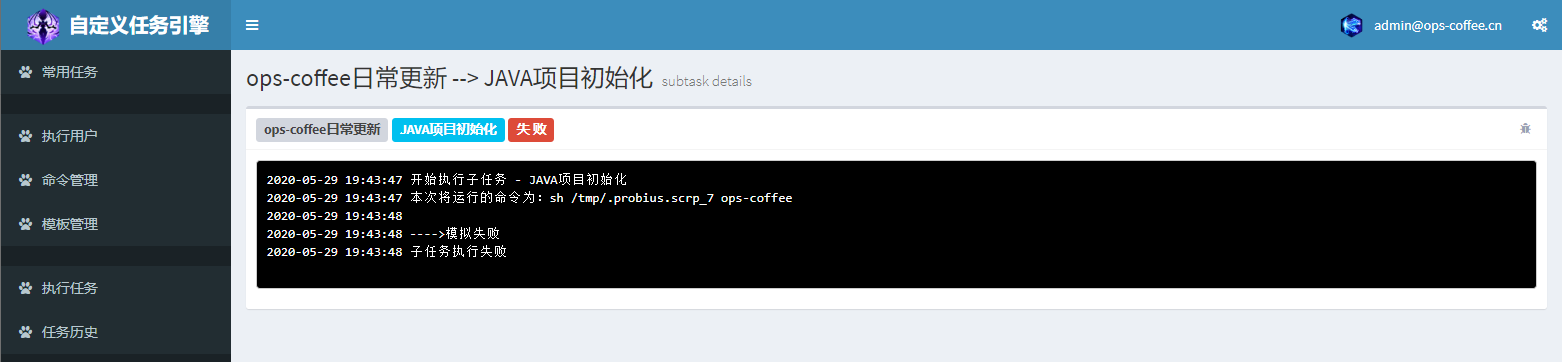 自定义任务引擎
admin@ops-coffee.cn
常用任务
执行用户
命令管理
模板管理
执行任务
任务历史
ops-coffee日常更新 --> JAVA项目初始化 subtask details
ops-coffee日常更新 JAVA项目初始化 失败
2020-05-29 19:43:47 开始执行子任务 - JAVA项目初始化
2020-05-29 19:43:47 本次将运行的命令为: sh /tmp/.probius.scrp_7 ops-coffee
2020-05-29 19:43:48
2020-05-29 19:43:48 ---->模拟失败
2020-05-29 19:43:48 子任务执行失败